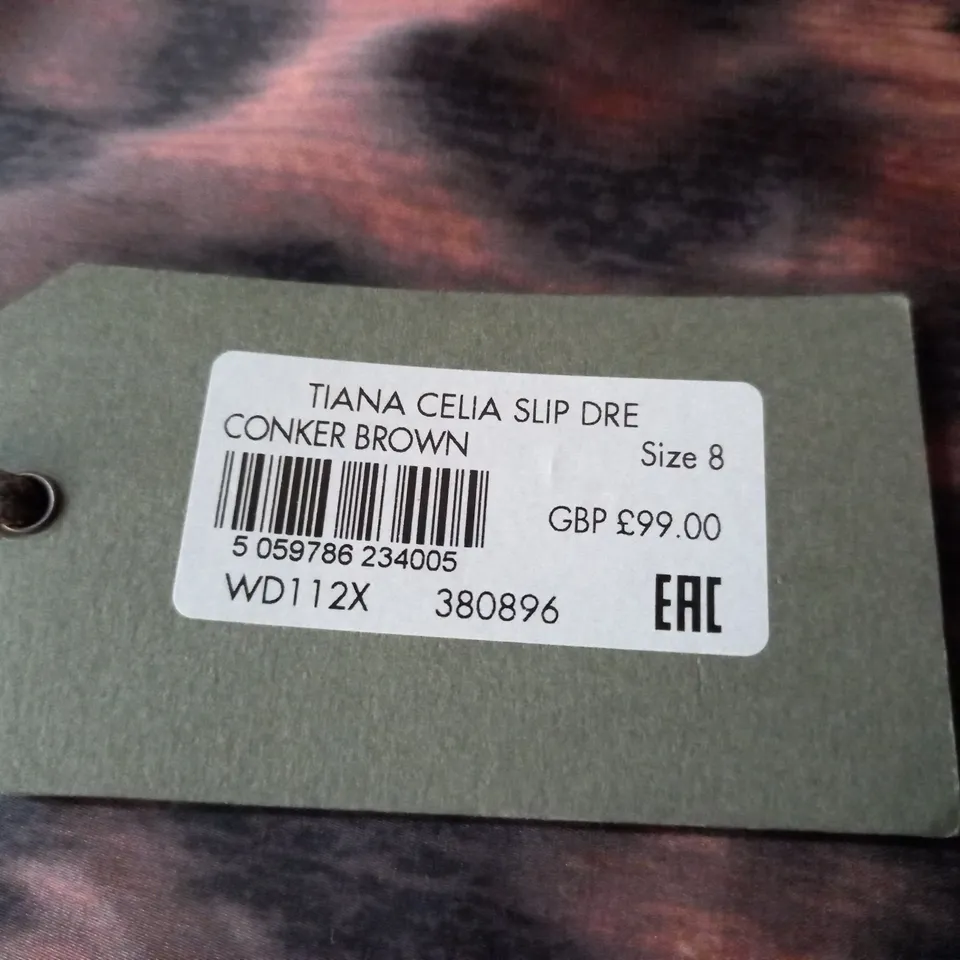 TIANA CELIA SLIP DRE
CONKER BROWN
Size 8
GBP £99.00
5 059786 234005
WD112X 380896
EAC